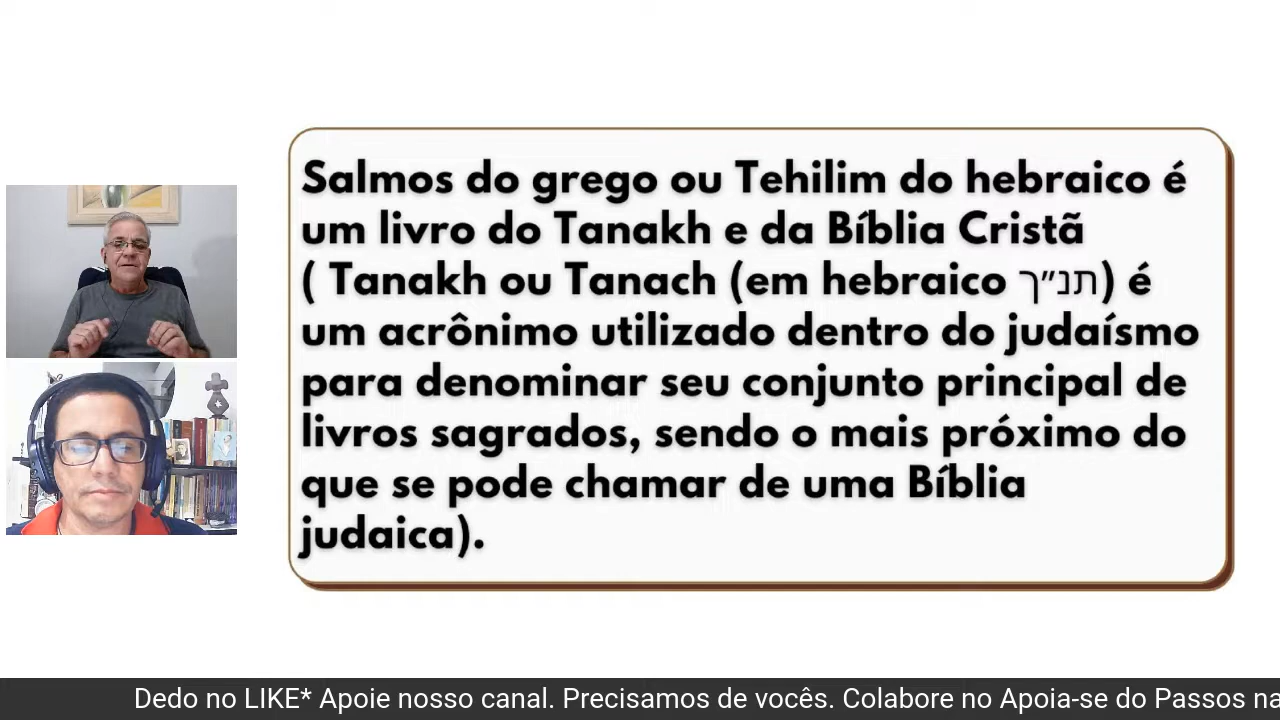 Salmos do grego ou Tehilim do hebraico é
um livro do Tanakh e da Bíblia Cristã
( Tanakh ou Tanach (em hebraico תנ״ך) é
um acrônimo utilizado dentro do judaísmo
para denominar seu conjunto principal de
livros sagrados, sendo o mais próximo do
que se pode chamar de uma Bíblia
judaica).
Dedo no LIKE* Apoie nosso canal. Precisamos de vocês. Colabore no Apoia-se do Passos na